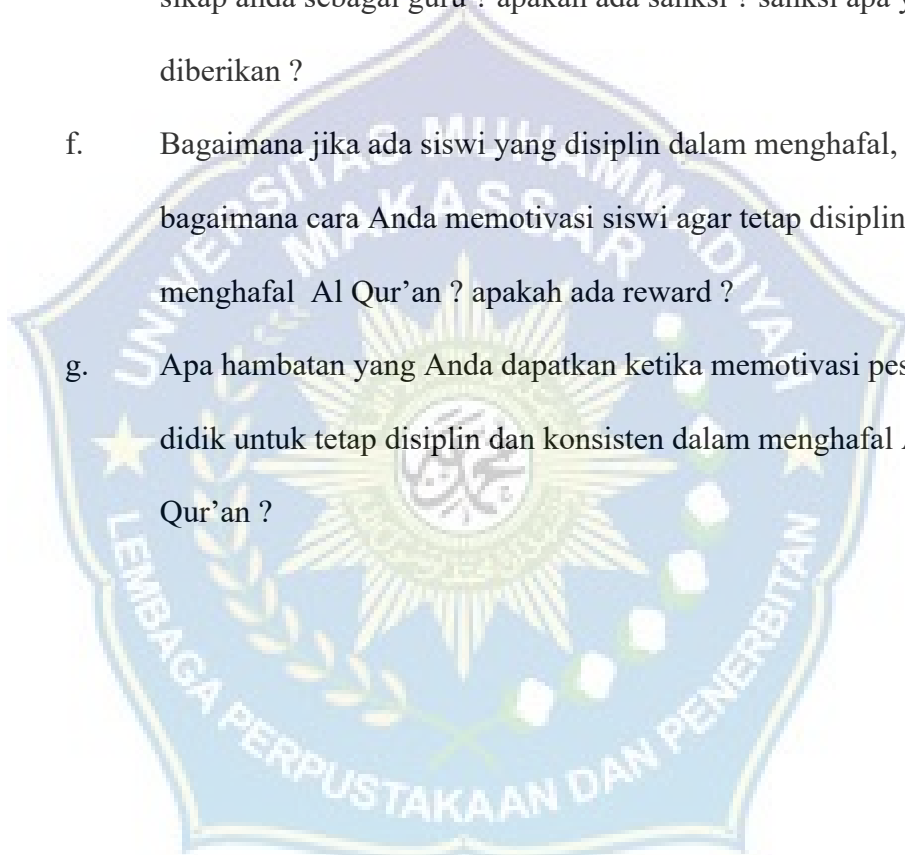 sikap anda sebagai guru ? apakah ada sanksi ? sanksi apa
diberikan ?
f. Bagaimana jika ada siswi yang disiplin dalam menghafal,
bagaimana cara Anda memotivasi siswi agar tetap disiplin
menghafal Al Qur’an ? apakah ada reward ?
g. Apa hambatan yang Anda dapatkan ketika memotivasi
didik untuk tetap disiplin dan konsisten dalam menghafal
Qur’an ?
UNIVERSITAS MUHAMMADIYAH
MAKASSAR
LEMBAGA PERPUSTAKAAN DAN PENERBITAN